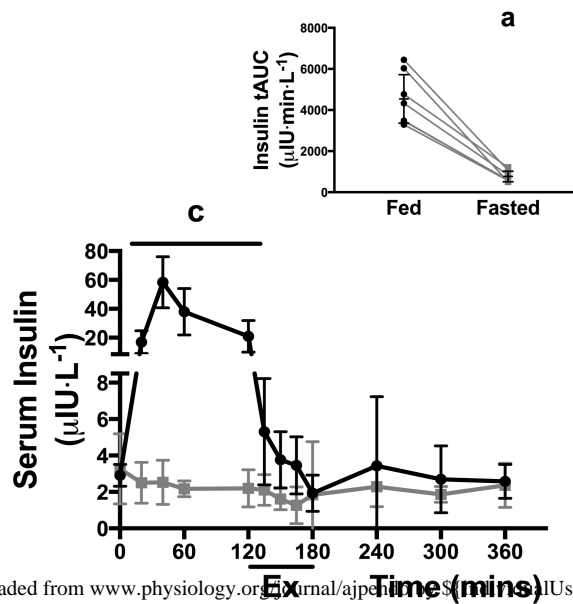 a
8000
6000
4000
2000
0
Insulin tAUC
(μIU·min·L⁻¹)
Fed Fasted
c
80
60
40
20
8
6
4
2
0
Serum Insulin
(μIU·L⁻¹)
0 60 120 180 240 300 360
Ex Time (mins)
aded from www.physiology.org/journal/ajpendo by ${individualUs